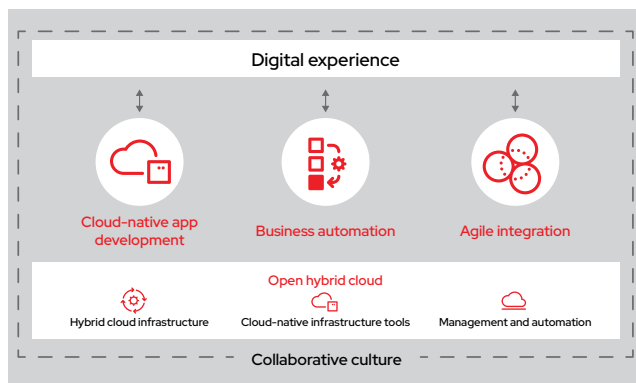 Digital experience
Cloud-native app
development
Business automation
Agile integration
Open hybrid cloud
Hybrid cloud infrastructure
Cloud-native infrastructure tools
Management and automation
Collaborative culture